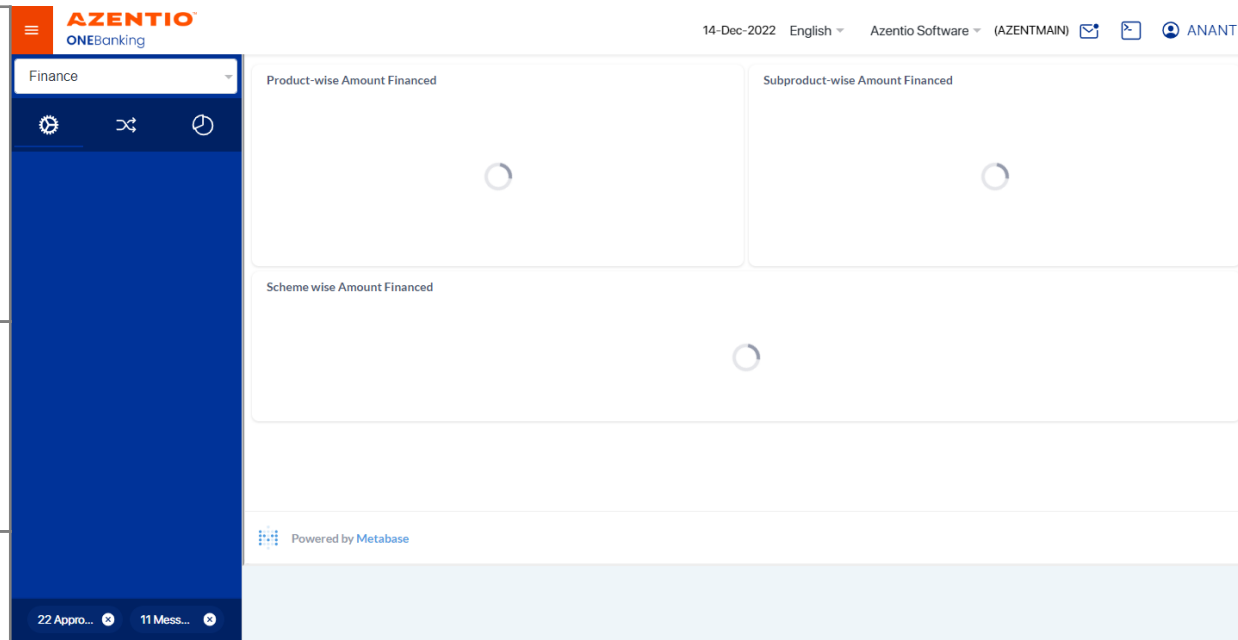 AZENTIO™
ONEBanking
14-Dec-2022 English Azentio Software (AZENTMAIN) ANANT
Finance
Product-wise Amount Financed
Subproduct-wise Amount Financed
Scheme wise Amount Financed
Powered by Metabase
22 Appro... 11 Mess...